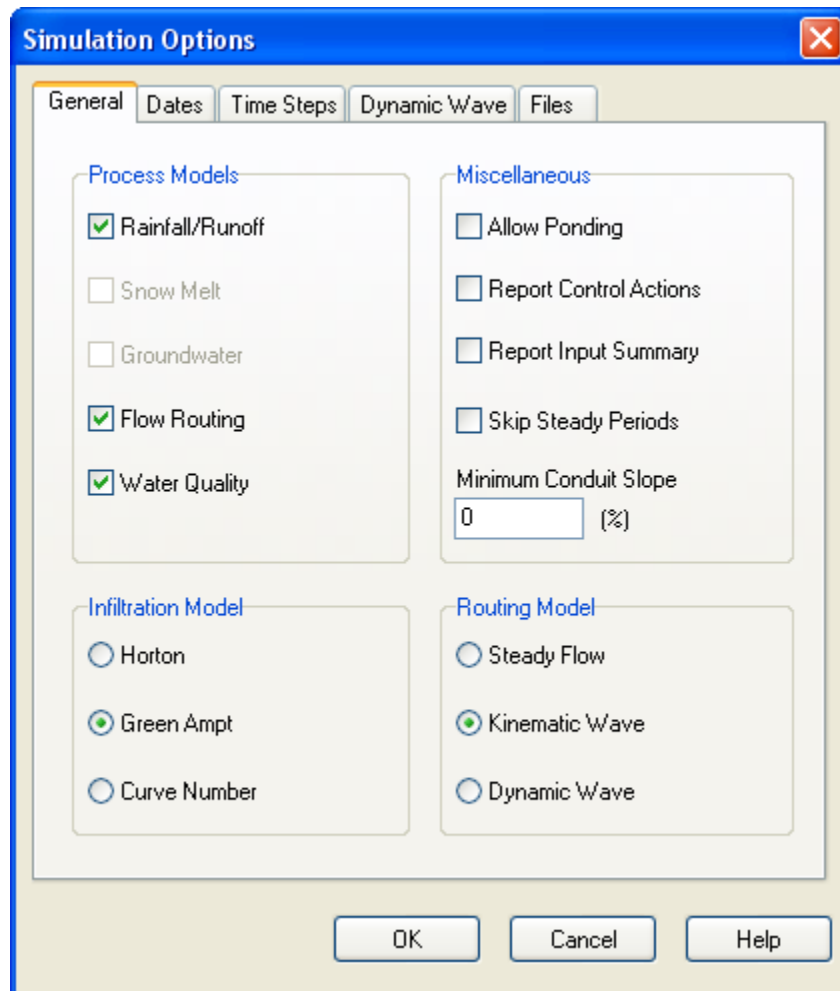 Simulation Options
General
Dates
Time Steps
Dynamic Wave
Files
Process Models
Rainfall/Runoff
Snow Melt
Groundwater
Flow Routing
Water Quality
Miscellaneous
Allow Ponding
Report Control Actions
Report Input Summary
Skip Steady Periods
Minimum Conduit Slope
0 (%)
Infiltration Model
Horton
Green Ampt
Curve Number
Routing Model
Steady Flow
Kinematic Wave
Dynamic Wave
OK
Cancel
Help